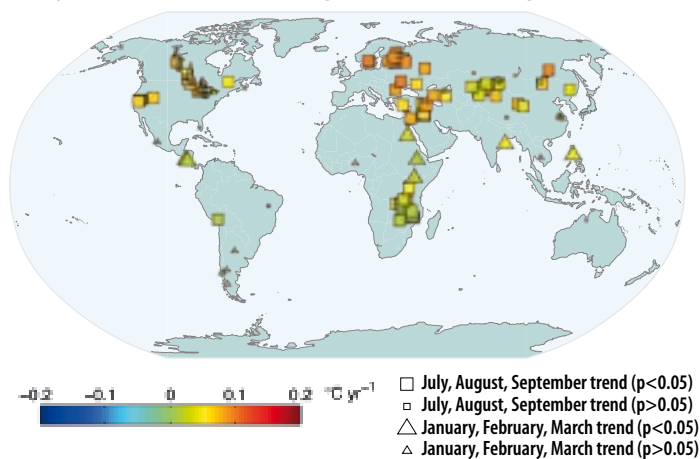 −0.2 −0.1 0 0.1 0.2 °C yr−1
July, August, September trend (p<0.05)
July, August, September trend (p>0.05)
January, February, March trend (p<0.05)
January, February, March trend (p>0.05)